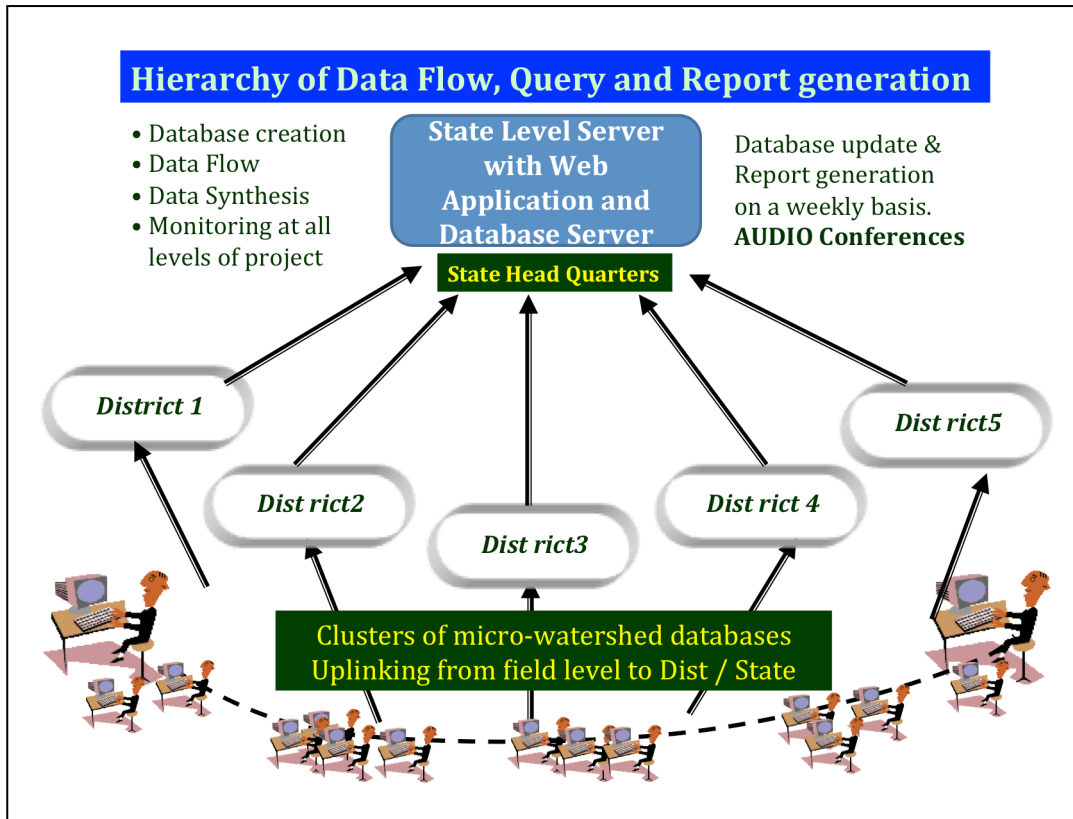 Hierarchy of Data Flow, Query and Report generation
• Database creation
• Data Flow
• Data Synthesis
• Monitoring at all
levels of project
State Level Server
with Web
Application and
Database Server
State Head Quarters
Database update &
Report generation
on a weekly basis.
AUDIO Conferences
District 1
Dist rict2
Dist rict3
Dist rict 4
Dist rict5
Clusters of micro-watershed databases
Uplinking from field level to Dist / State